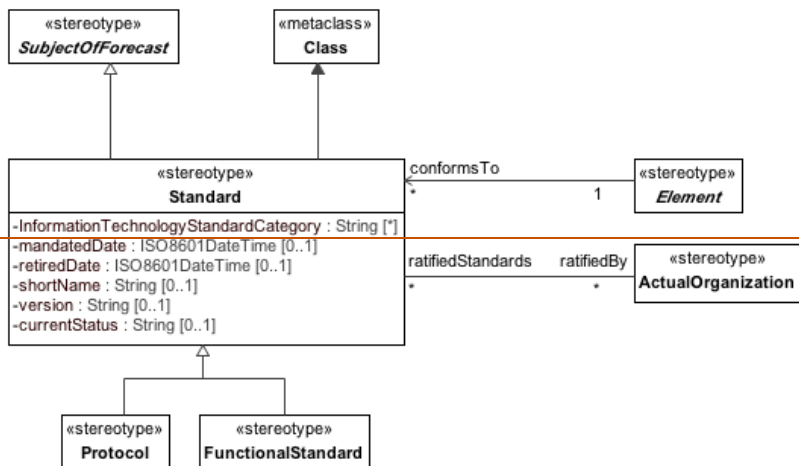 «stereotype»
SubjectOfForecast
«metaclass»
Class
«stereotype»
Standard
-InformationTechnologyStandardCategory : String [*]
-mandatedDate : ISO8601DateTime [0..1]
-retiredDate : ISO8601DateTime [0..1]
-shortName : String [0..1]
-version : String [0..1]
-currentStatus : String [0..1]
conformsTo
*
1
«stereotype»
Element
ratifiedStandards
*
ratifiedBy
*
«stereotype»
ActualOrganization
«stereotype»
Protocol
«stereotype»
FunctionalStandard